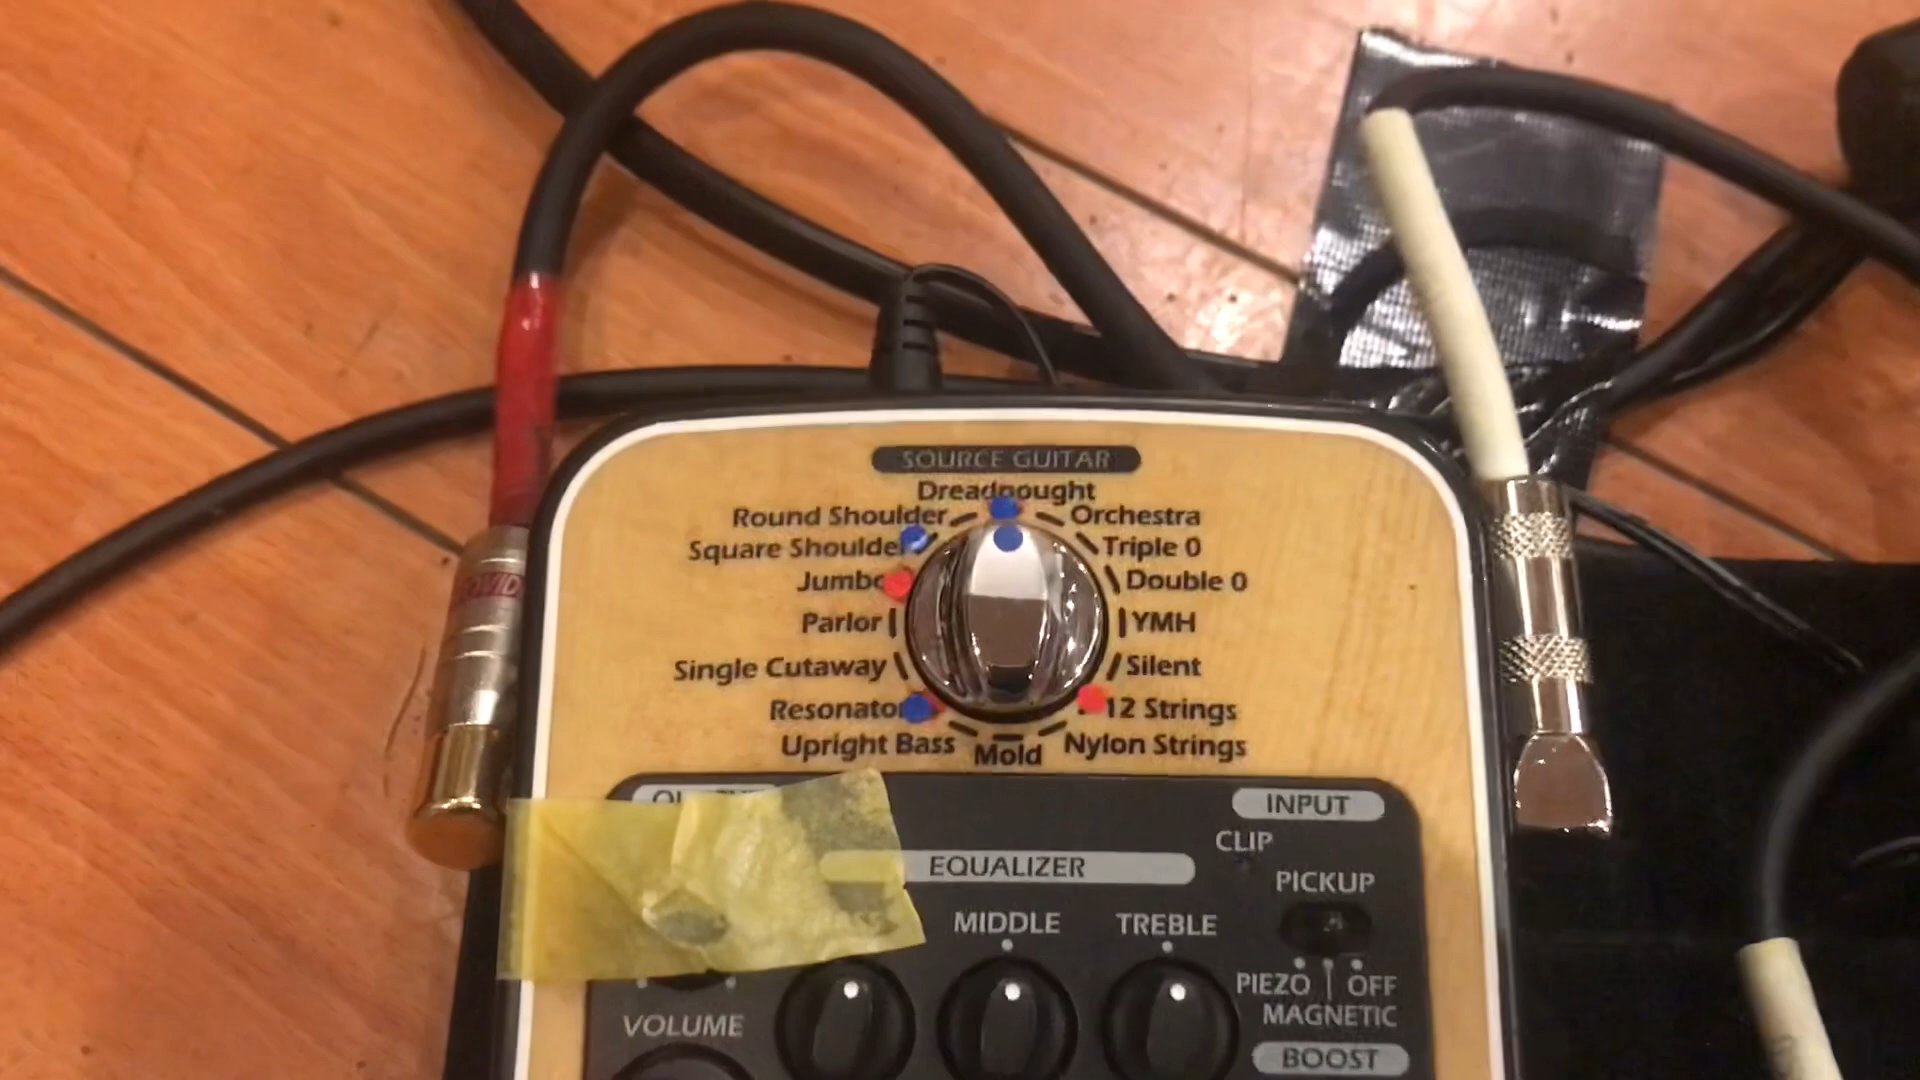 SOURCE GUITAR
Dreadnought
Round Shoulder
Orchestra
Square Shoulder
Triple 0
Jumbo
Double 0
Parlor
YMH
Single Cutaway
Silent
Resonator
12 Strings
Upright Bass
Mold
Nylon Strings
INPUT
CLIP
EQUALIZER
PICKUP
MIDDLE
TREBLE
PIEZO
OFF
MAGNETIC
VOLUME
BOOST